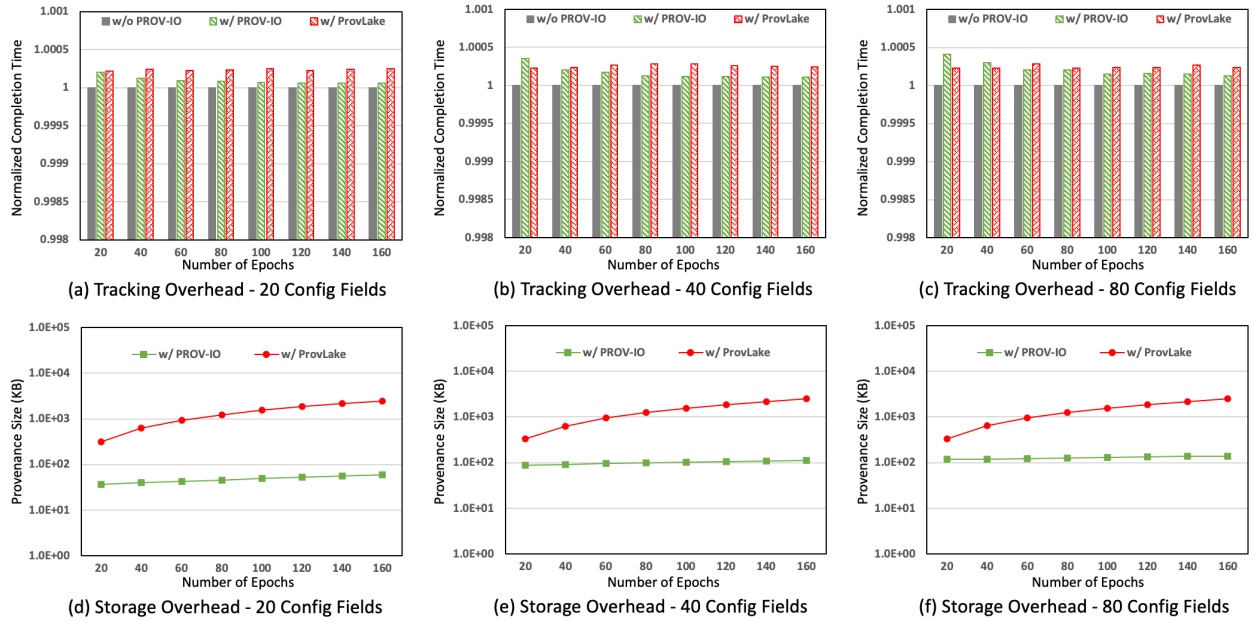 1.001
1.0005
1
0.9995
0.999
0.9985
0.998
Normalized Completion Time
w/o PROV-IO w/ PROV-IO w/ ProvLake
20 40 60 80 100 120 140 160
Number of Epochs
(a) Tracking Overhead - 20 Config Fields
1.001
1.0005
1
0.9995
0.999
0.9985
0.998
Normalized Completion Time
w/o PROV-IO w/ PROV-IO w/ ProvLake
20 40 60 80 100 120 140 160
Number of Epochs
(b) Tracking Overhead - 40 Config Fields
1.001
1.0005
1
0.9995
0.999
0.9985
0.998
Normalized Completion Time
w/o PROV-IO w/ PROV-IO w/ ProvLake
20 40 60 80 100 120 140 160
Number of Epochs
(c) Tracking Overhead - 80 Config Fields
1.0E+05
1.0E+04
1.0E+03
1.0E+02
1.0E+01
1.0E+00
Provenance Size (KB)
w/ PROV-IO w/ ProvLake
20 40 60 80 100 120 140 160
Number of Epochs
(d) Storage Overhead - 20 Config Fields
1.0E+05
1.0E+04
1.0E+03
1.0E+02
1.0E+01
1.0E+00
Provenance Size (KB)
w/ PROV-IO w/ ProvLake
20 40 60 80 100 120 140 160
Number of Epochs
(e) Storage Overhead - 40 Config Fields
1.0E+05
1.0E+04
1.0E+03
1.0E+02
1.0E+01
1.0E+00
Provenance Size (KB)
w/ PROV-IO w/ ProvLake
20 40 60 80 100 120 140 160
Number of Epochs
(f) Storage Overhead - 80 Config Fields